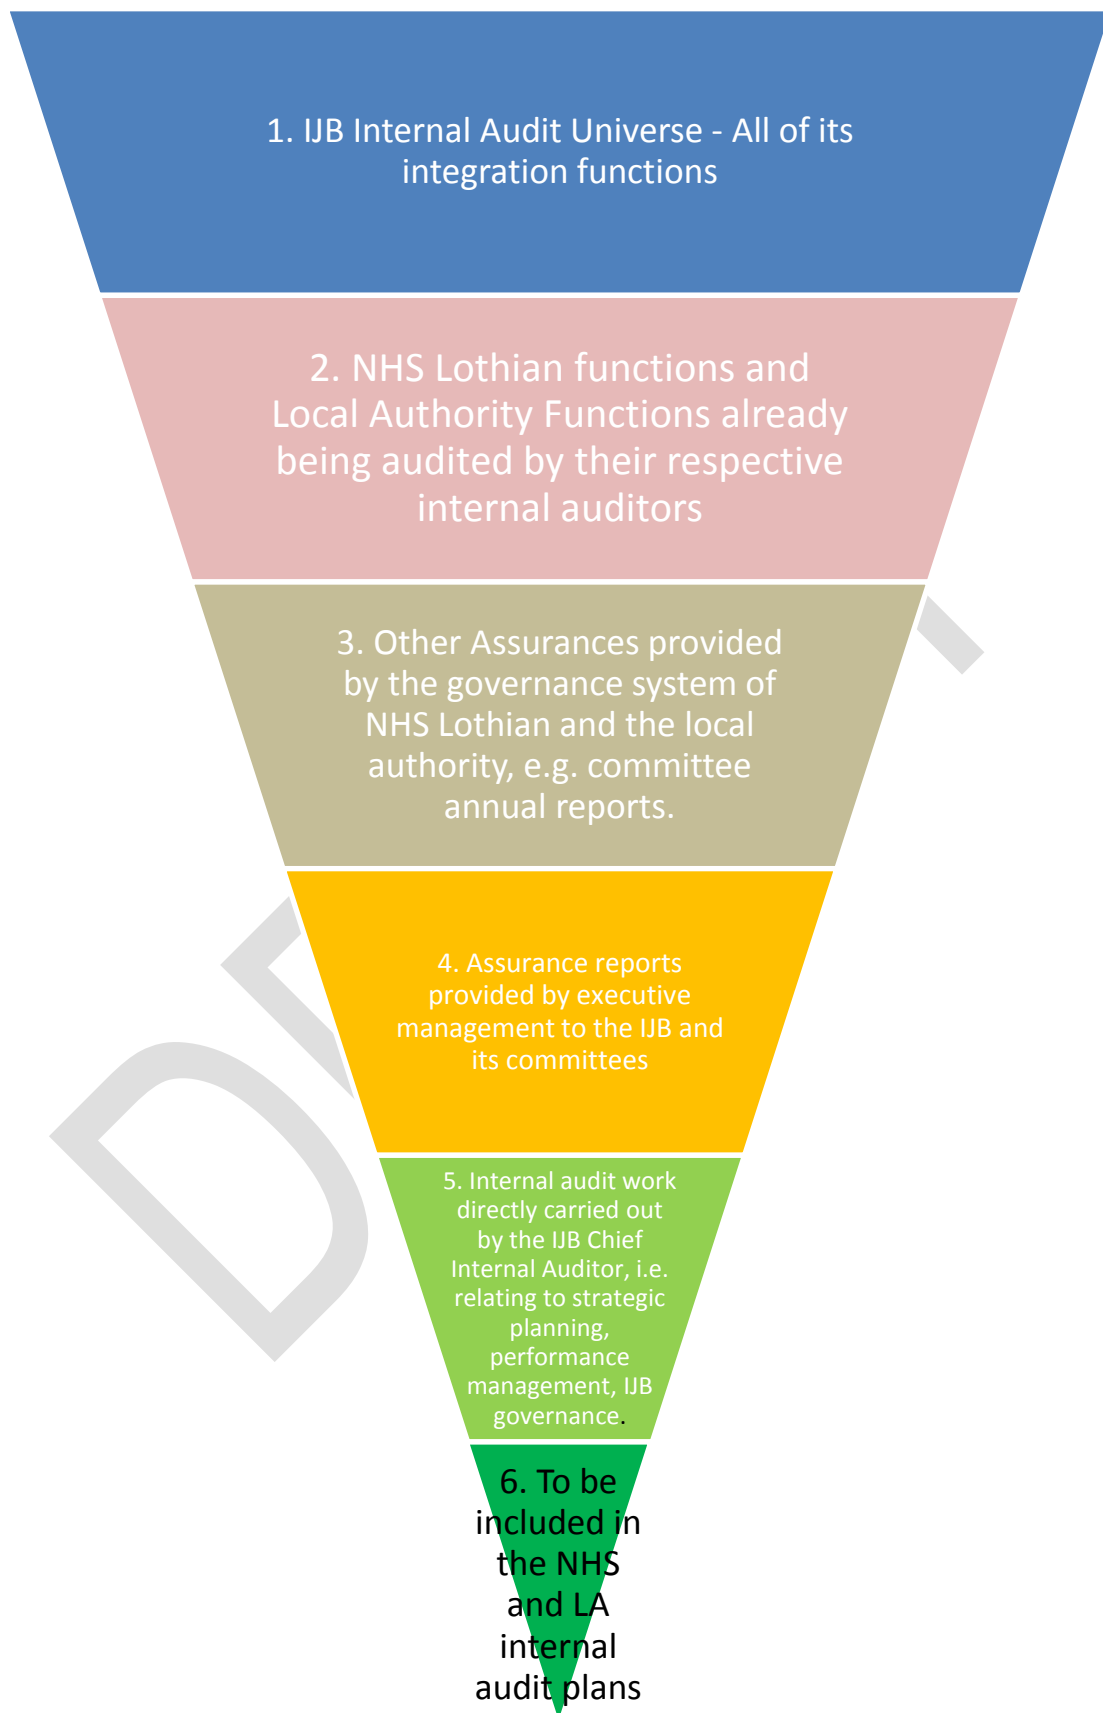 1. IJB Internal Audit Universe - All of its
integration functions
2. NHS Lothian functions and
Local Authority Functions already
being audited by their respective
internal auditors
3. Other Assurances provided
by the governance system of
NHS Lothian and the local
authority, e.g. committee
annual reports.
4. Assurance reports
provided by executive
management to the IJB and
its committees
5. Internal audit work
directly carried out
by the IJB Chief
Internal Auditor, i.e.
relating to strategic
planning,
performance
management, IJB
governance.
6. To be
included in
the NHS
and LA
internal
audit plans